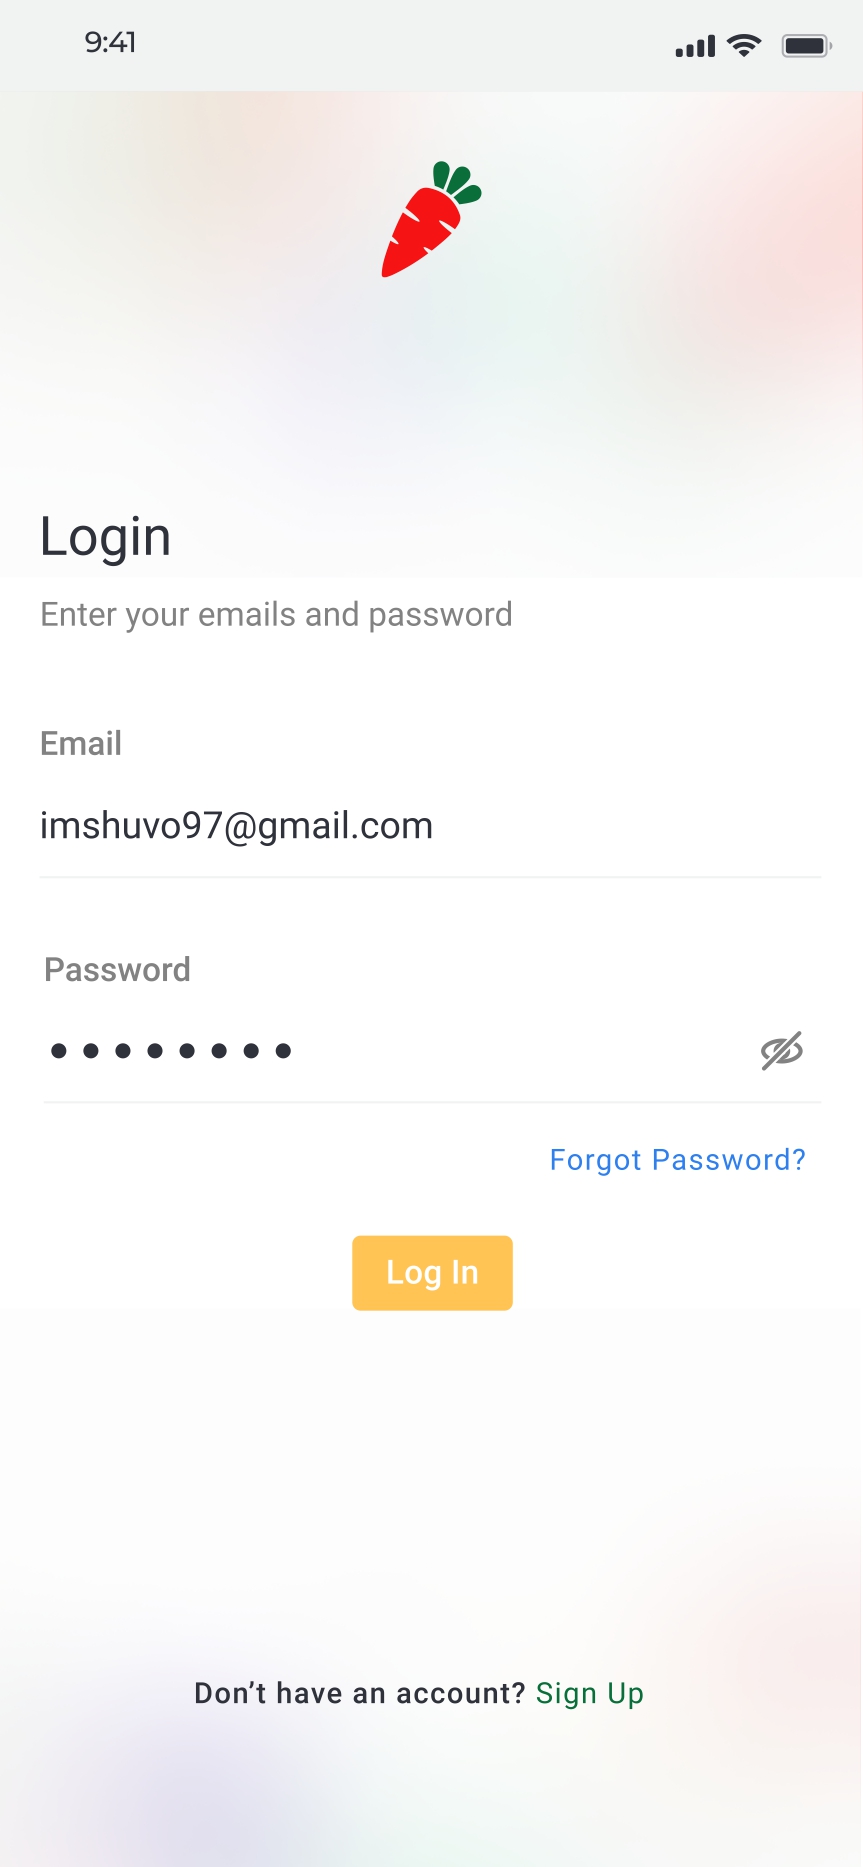 9:41
Login
Enter your emails and password
Email
imshuvo97@gmail.com
Password
Forgot Password?
Log In
Don’t have an account? Sign Up